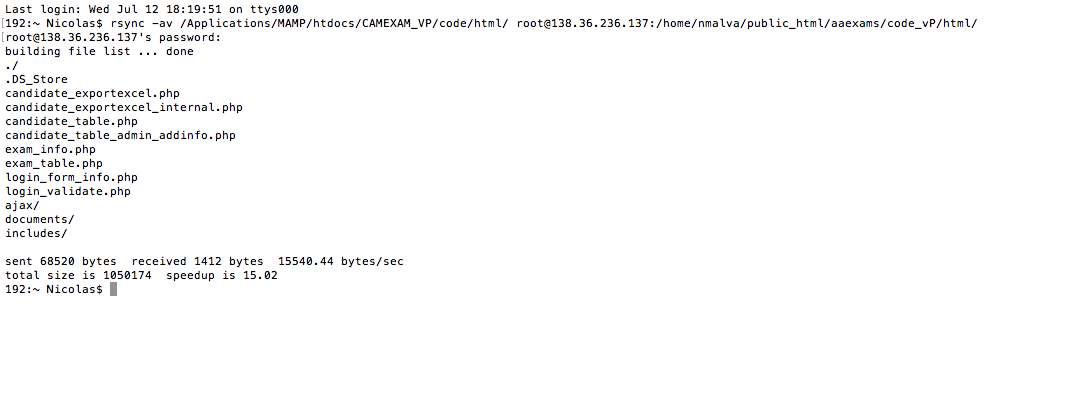 Last login: Wed Jul 12 18:19:51 on ttys000
[192:~ Nicolas$ rsync -av /Applications/MAMP/htdocs/CAMEXAM_VP/code/html/ root@138.36.236.137:/home/nmalva/public_html/aaexams/code_vP/html/
[root@138.36.236.137's password:
building file list ... done
./
.DS_Store
candidate_exportexcel.php
candidate_exportexcel_internal.php
candidate_table.php
candidate_table_admin_addinfo.php
exam_info.php
exam_table.php
login_form_info.php
login_validate.php
ajax/
documents/
includes/
sent 68520 bytes  received 1412 bytes  15540.44 bytes/sec
total size is 1050174  speedup is 15.02
192:~ Nicolas$